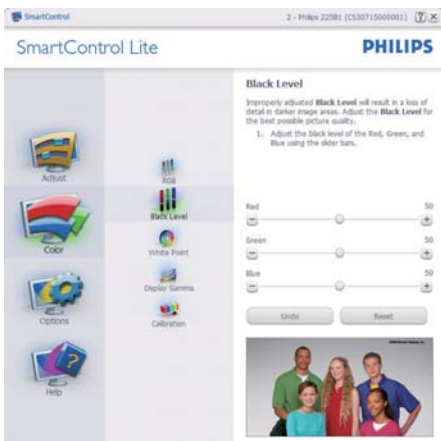 SmartControl
2 - Philips 225B1 (CS30715000001)
SmartControl Lite
PHILIPS
Adjust
Color
Options
Help
RGB
Black Level
White Point
Display Gamma
Calibration
Black Level
Improperly adjusted Black Level will result in a loss of
detail in darker image areas. Adjust the Black Level for
the best possible picture quality.
1. Adjust the black level of the Red, Green, and
Blue using the slider bars.
Red 50
Green 50
Blue 50
Undo
Reset